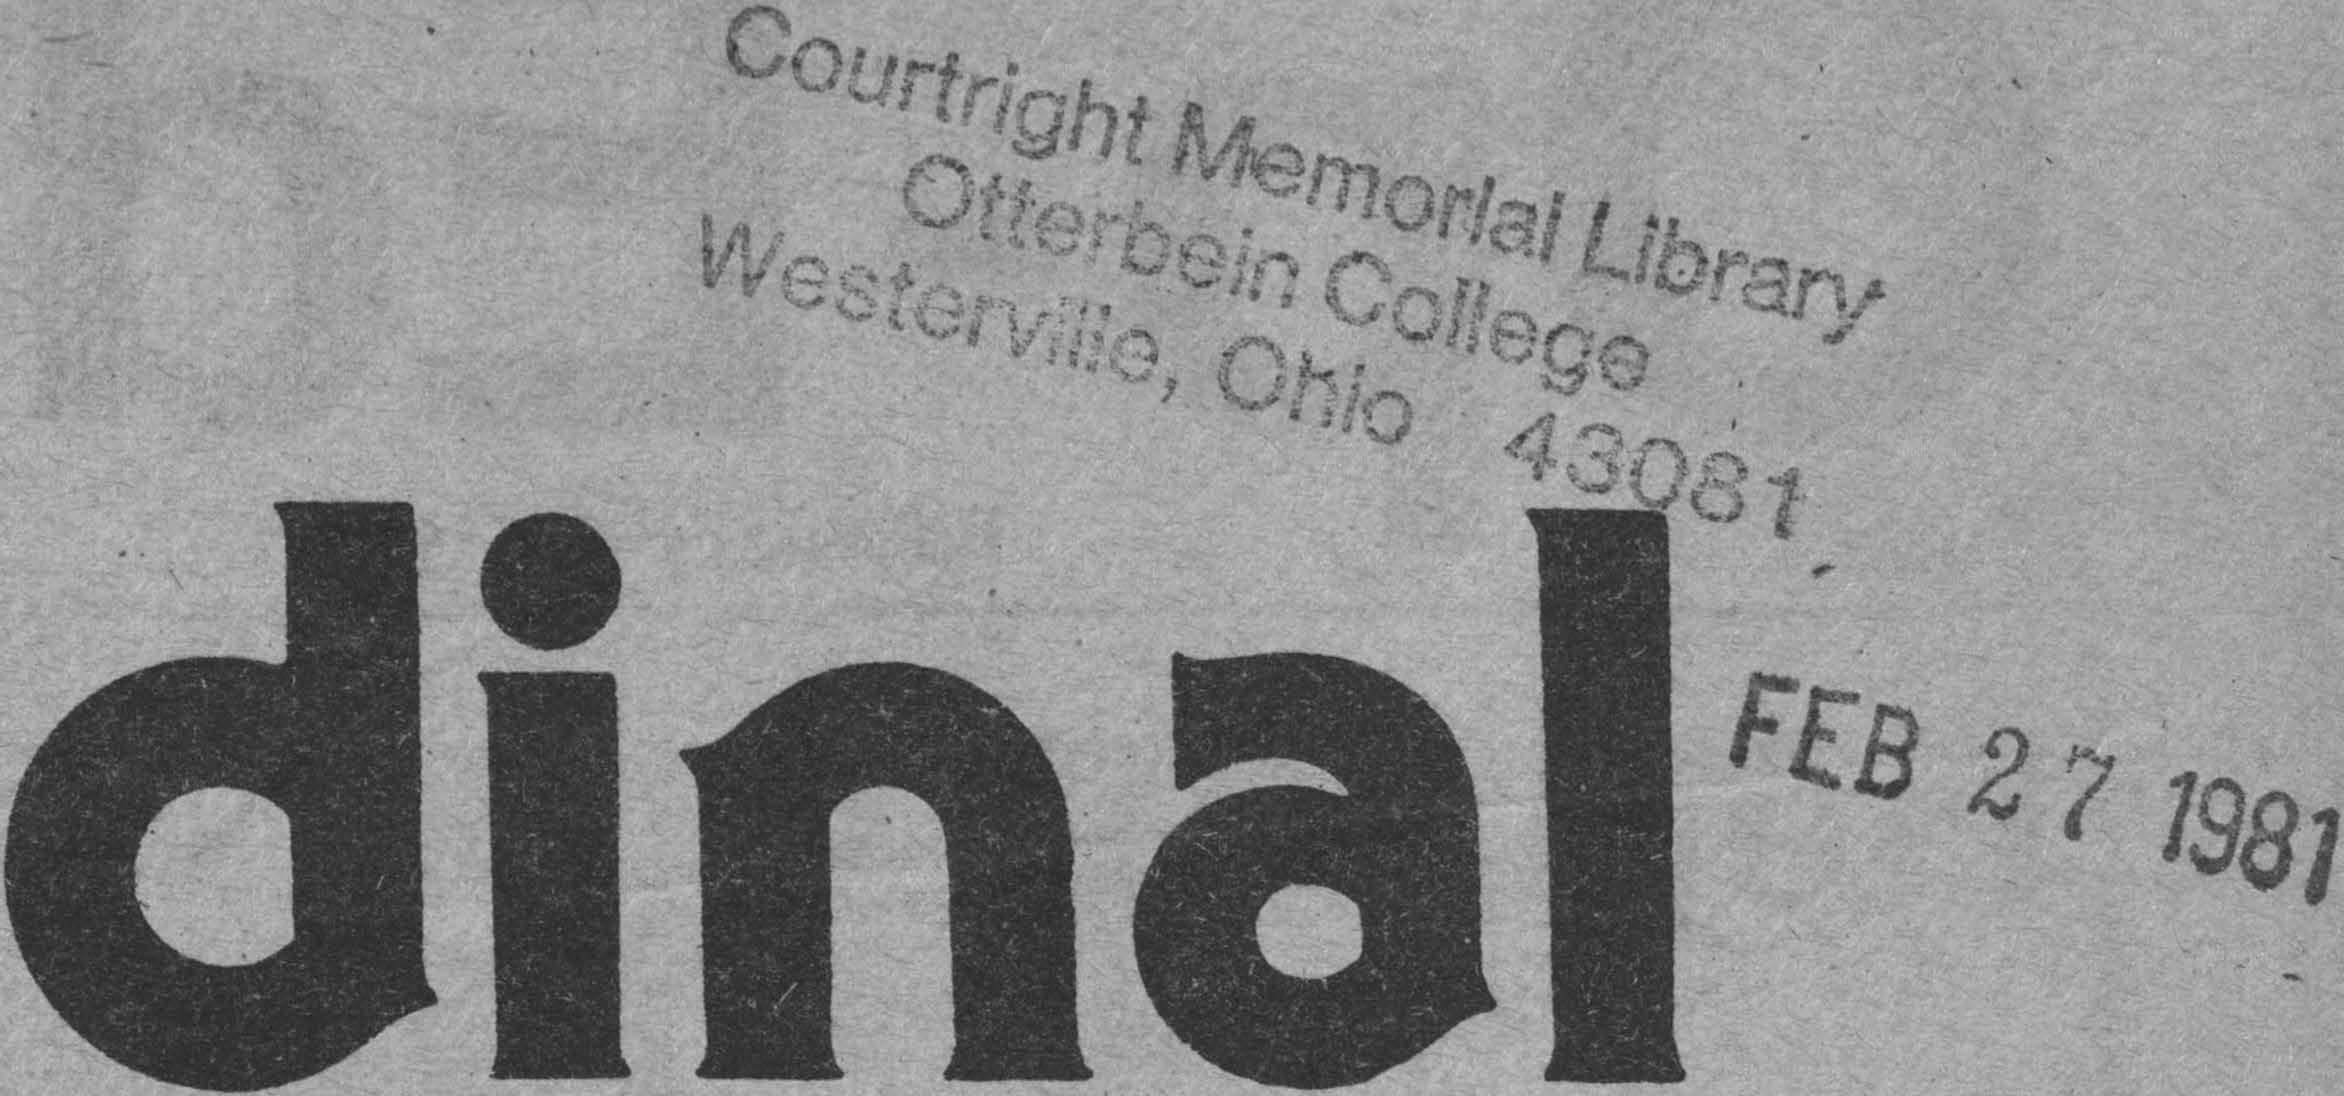 Courtright Memorial Library
Otterbein College
Westerville, Ohio 43081
dinal
FEB 27 1981